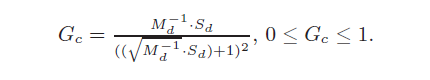 $G_c = \frac{M_d^{-1} \cdot S_d}{((\sqrt{M_d^{-1}} \cdot S_d)+1)^2}, \, 0 \leq G_c \leq 1.$